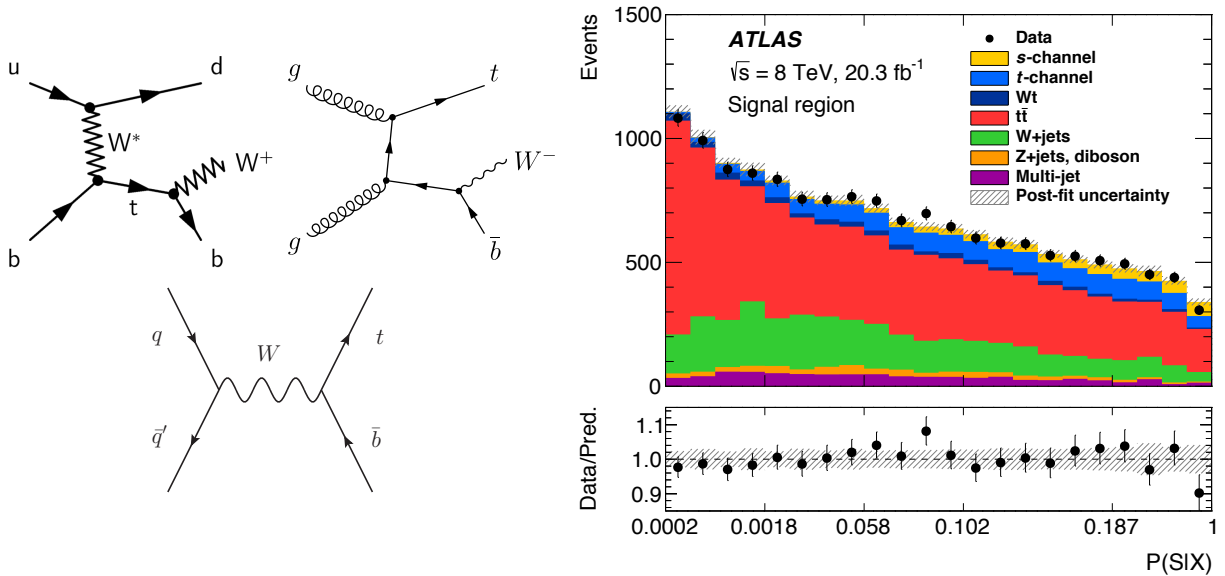 u
d
W*
W⁺
t
b
b
g
t
W⁻
g
b̄
q
W
t
q̄′
b̄
Events
1500
1000
500
0
ATLAS
√s = 8 TeV, 20.3 fb⁻¹
Signal region
Data
s-channel
t-channel
Wt
tt̄
W+jets
Z+jets, diboson
Multi-jet
Post-fit uncertainty
Data/Pred.
1.1
1.0
0.9
0.0002 0.0018 0.058 0.102 0.187 1
P(S|X)